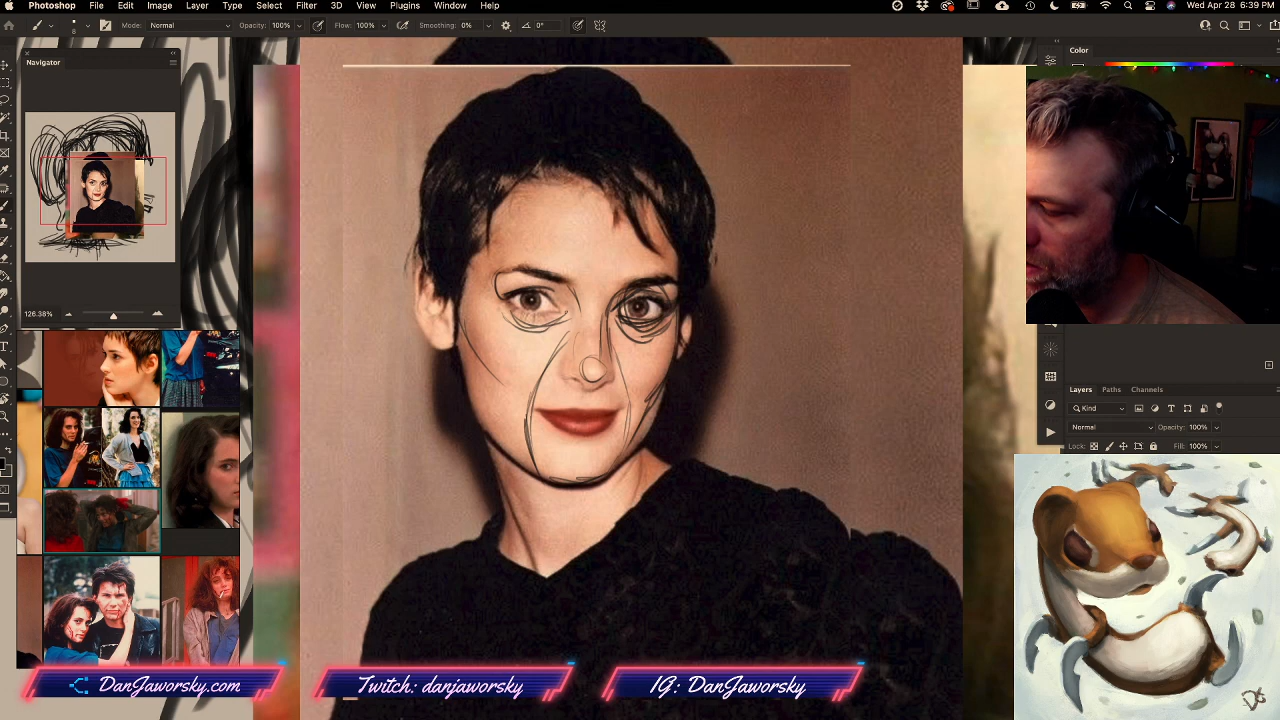 Photoshop File Edit Image Layer Type Select Filter 3D View Plugins Window Help Wed Apr 28 6:39 PM
8 Mode: Normal Opacity: 100% Flow: 100% Smoothing: 0% 0°
Navigator
126.38%
Color
Layers Paths Channels
Kind
Normal Opacity: 100%
Lock: Fill: 100%
DanJaworsky.com
Twitch: danjaworsky
IG: DanJaworsky